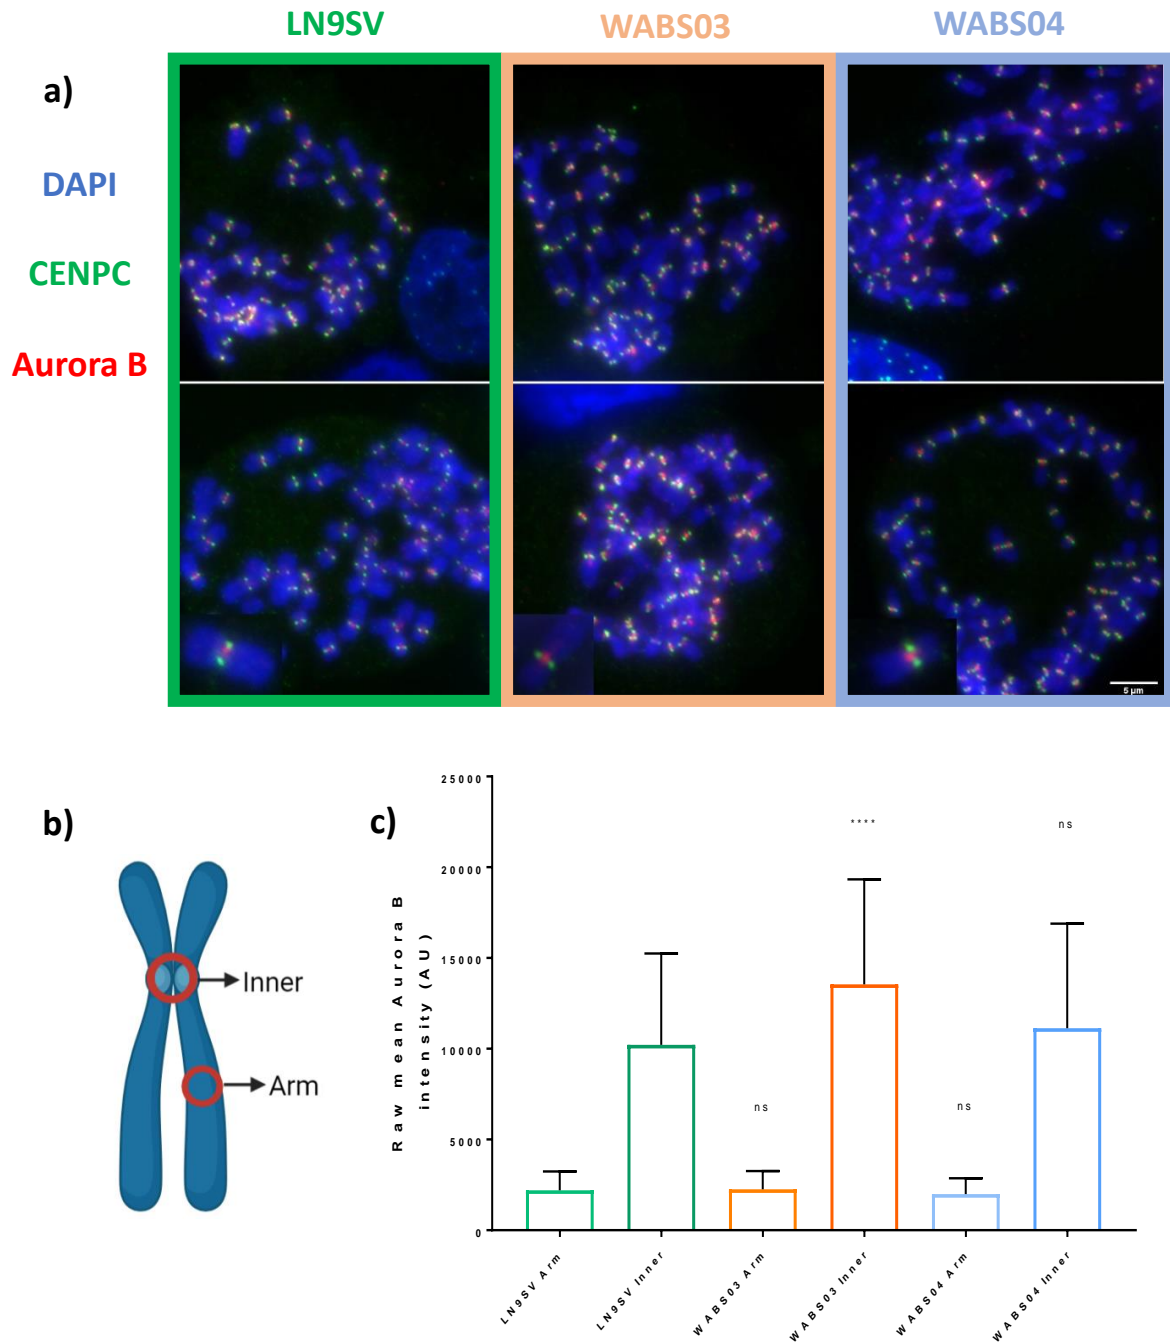 LN9SV
WABS03
WABS04
a)
DAPI
CENPC
Aurora B
5 μm
b)
Inner
Arm
c)
Raw mean Aurora B
intensity (AU)
25000
20000
15000
10000
5000
0
****
ns
ns
ns
LN9SV Arm
LN9SV Inner
WABS03 Arm
WABS03 Inner
WABS04 Arm
WABS04 Inner